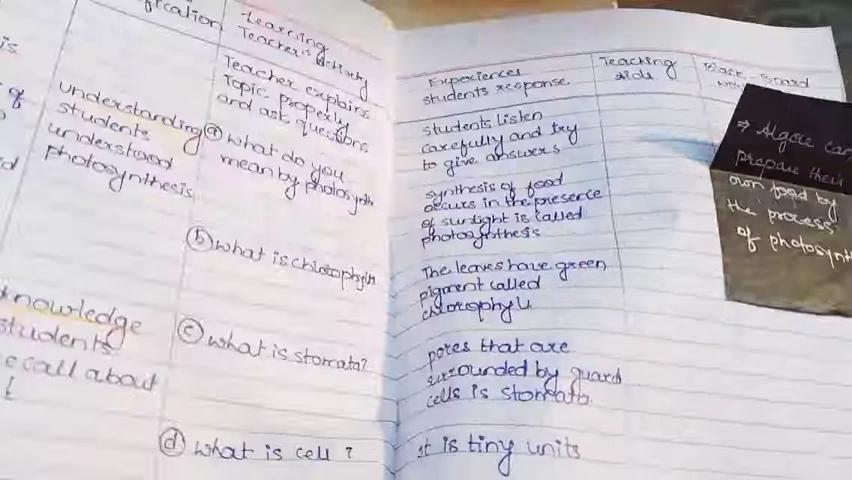 Learning
Teacher's Activity
is
of
understanding
students
understood
photosynthesis
knowledge
students
recall about
Teacher explains
Topic properly
and ask questions
ⓐ what do you
mean by photosynth
ⓑ what is chlorophyll
ⓒ what is stomata?
ⓓ what is cell ?
Experiences
students response
students listen
carefully and try
to give answers
synthesis of food
occurs in the presence
of sunlight is called
photosynthesis
The leaves have green
pigment called
chlorophyll
pores that are
surrounded by guard
cells is stomata
It is tiny units
Teaching
Aids
Black-Board
⇒ Algae can
prepare their
own food by
the process
of photosynth